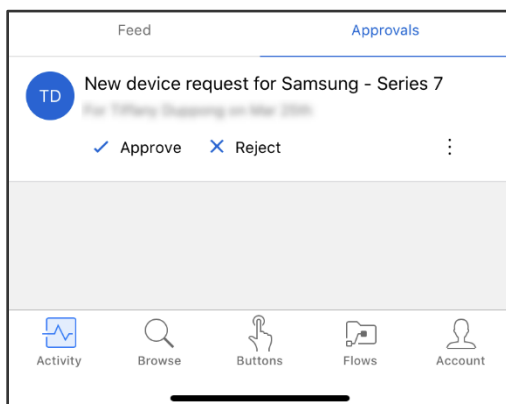 Feed Approvals
TD
New device request for Samsung - Series 7
Approve Reject
Activity Browse Buttons Flows Account